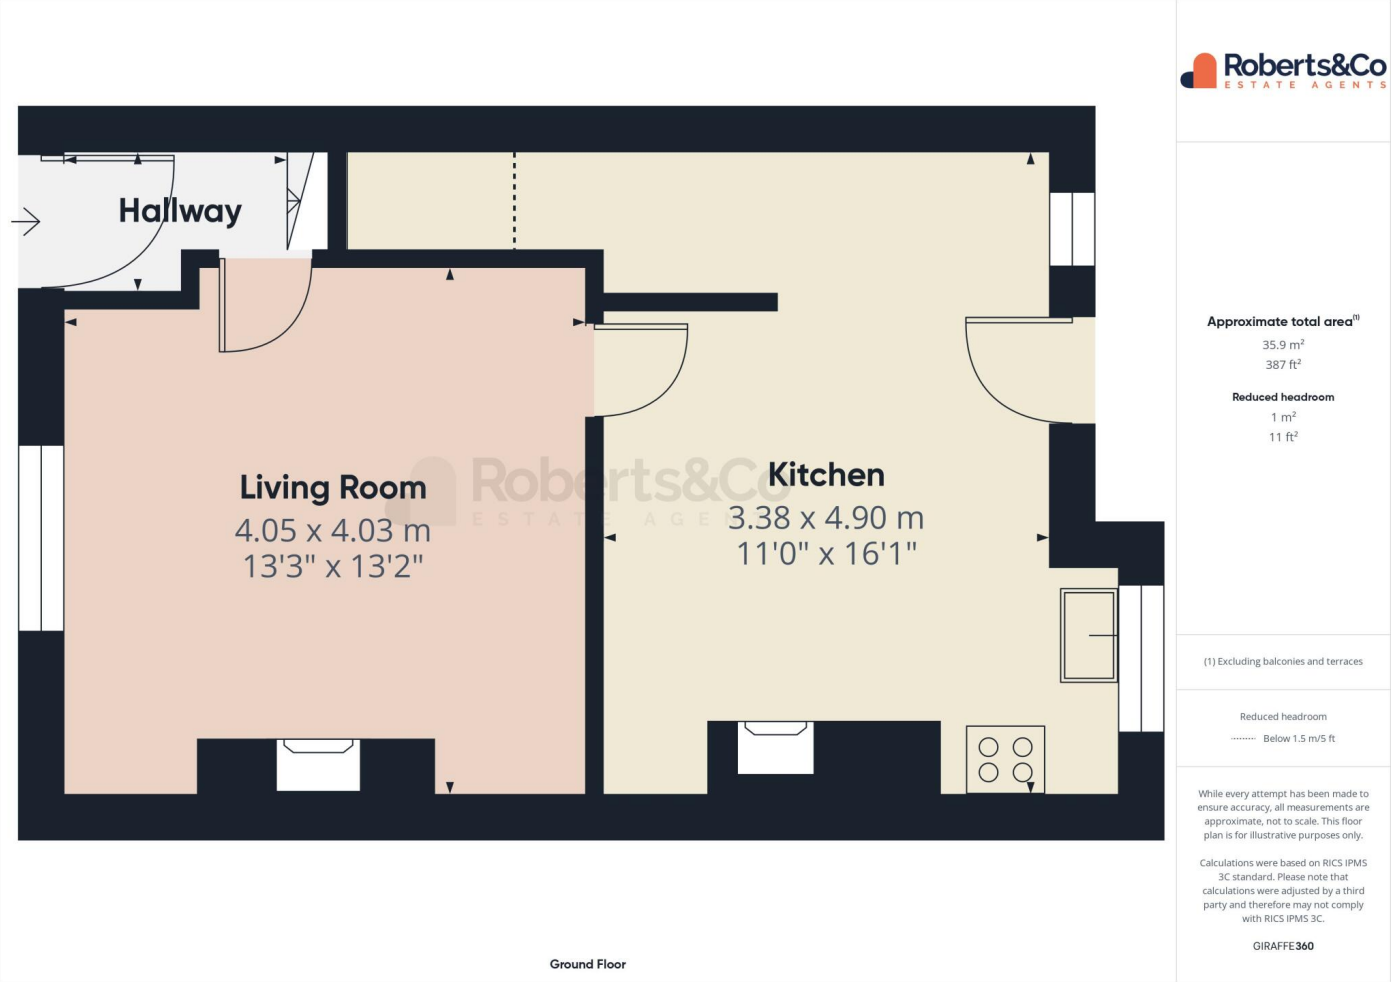 Hallway
Living Room
4.05 x 4.03 m
13'3" x 13'2"
Kitchen
3.38 x 4.90 m
11'0" x 16'1"
Roberts&Co
ESTATE AGENTS
Ground Floor
Roberts&Co
ESTATE AGENTS
Approximate total area(1)
35.9 m²
387 ft²
Reduced headroom
1 m²
11 ft²
(1) Excluding balconies and terraces
Reduced headroom
Below 1.5 m/5 ft
While every attempt has been made to
ensure accuracy, all measurements are
approximate, not to scale. This floor
plan is for illustrative purposes only.
Calculations were based on RICS IPMS
3C standard. Please note that
calculations were adjusted by a third
party and therefore may not comply
with RICS IPMS 3C.
GIRAFFE360